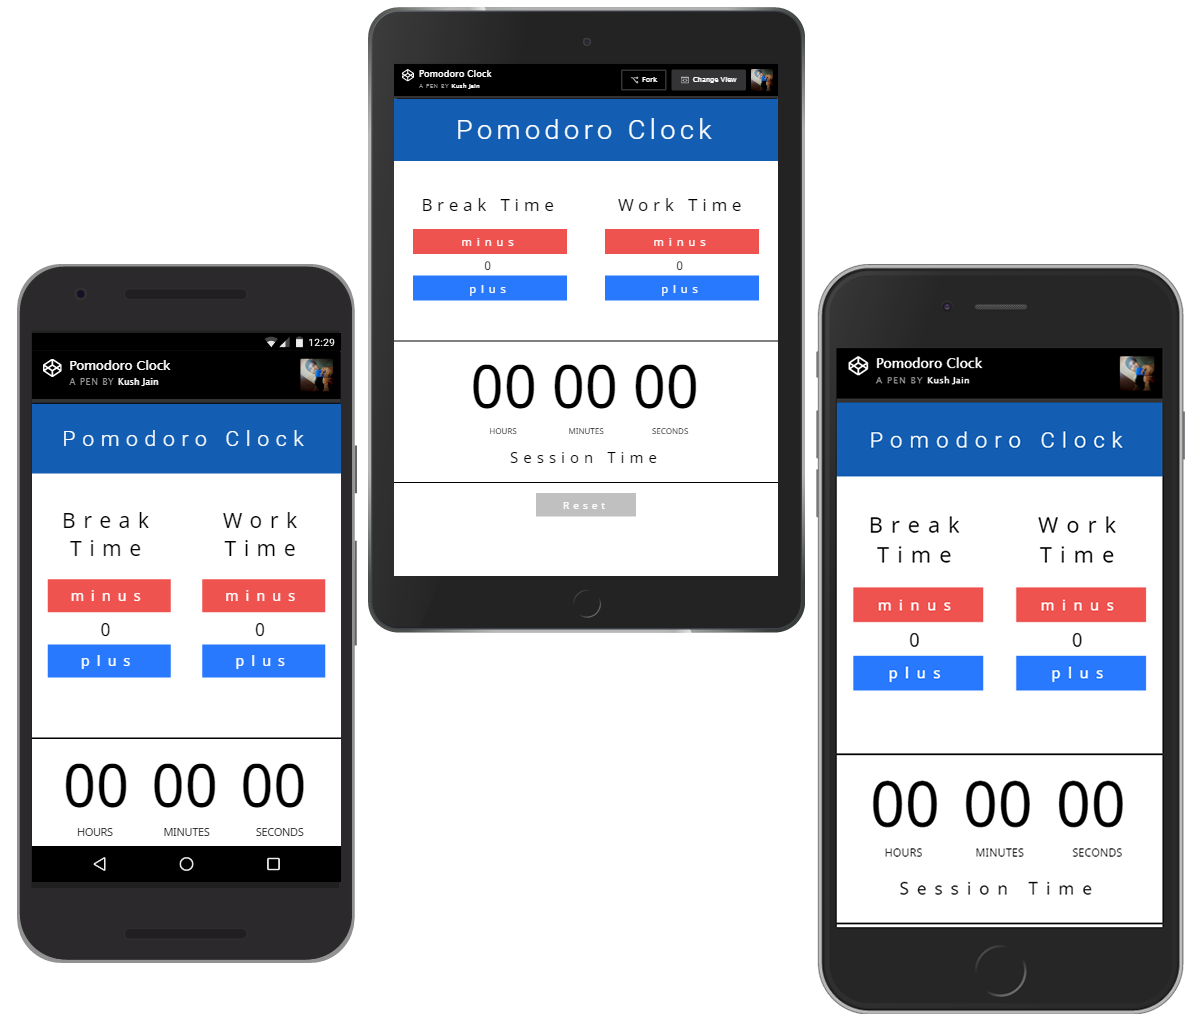 Pomodoro Clock
A PEN BY Kush Jain
Fork
Change View
Pomodoro Clock
Break Time
Work Time
minus
minus
0
0
plus
plus
00 00 00
HOURS MINUTES SECONDS
Session Time
Reset
12:29
Pomodoro Clock
A PEN BY Kush Jain
Pomodoro Clock
Break
Time
Work
Time
minus
minus
0
0
plus
plus
00 00 00
HOURS MINUTES SECONDS
Pomodoro Clock
A PEN BY Kush Jain
Pomodoro Clock
Break
Time
Work
Time
minus
minus
0
0
plus
plus
00 00 00
HOURS MINUTES SECONDS
Session Time